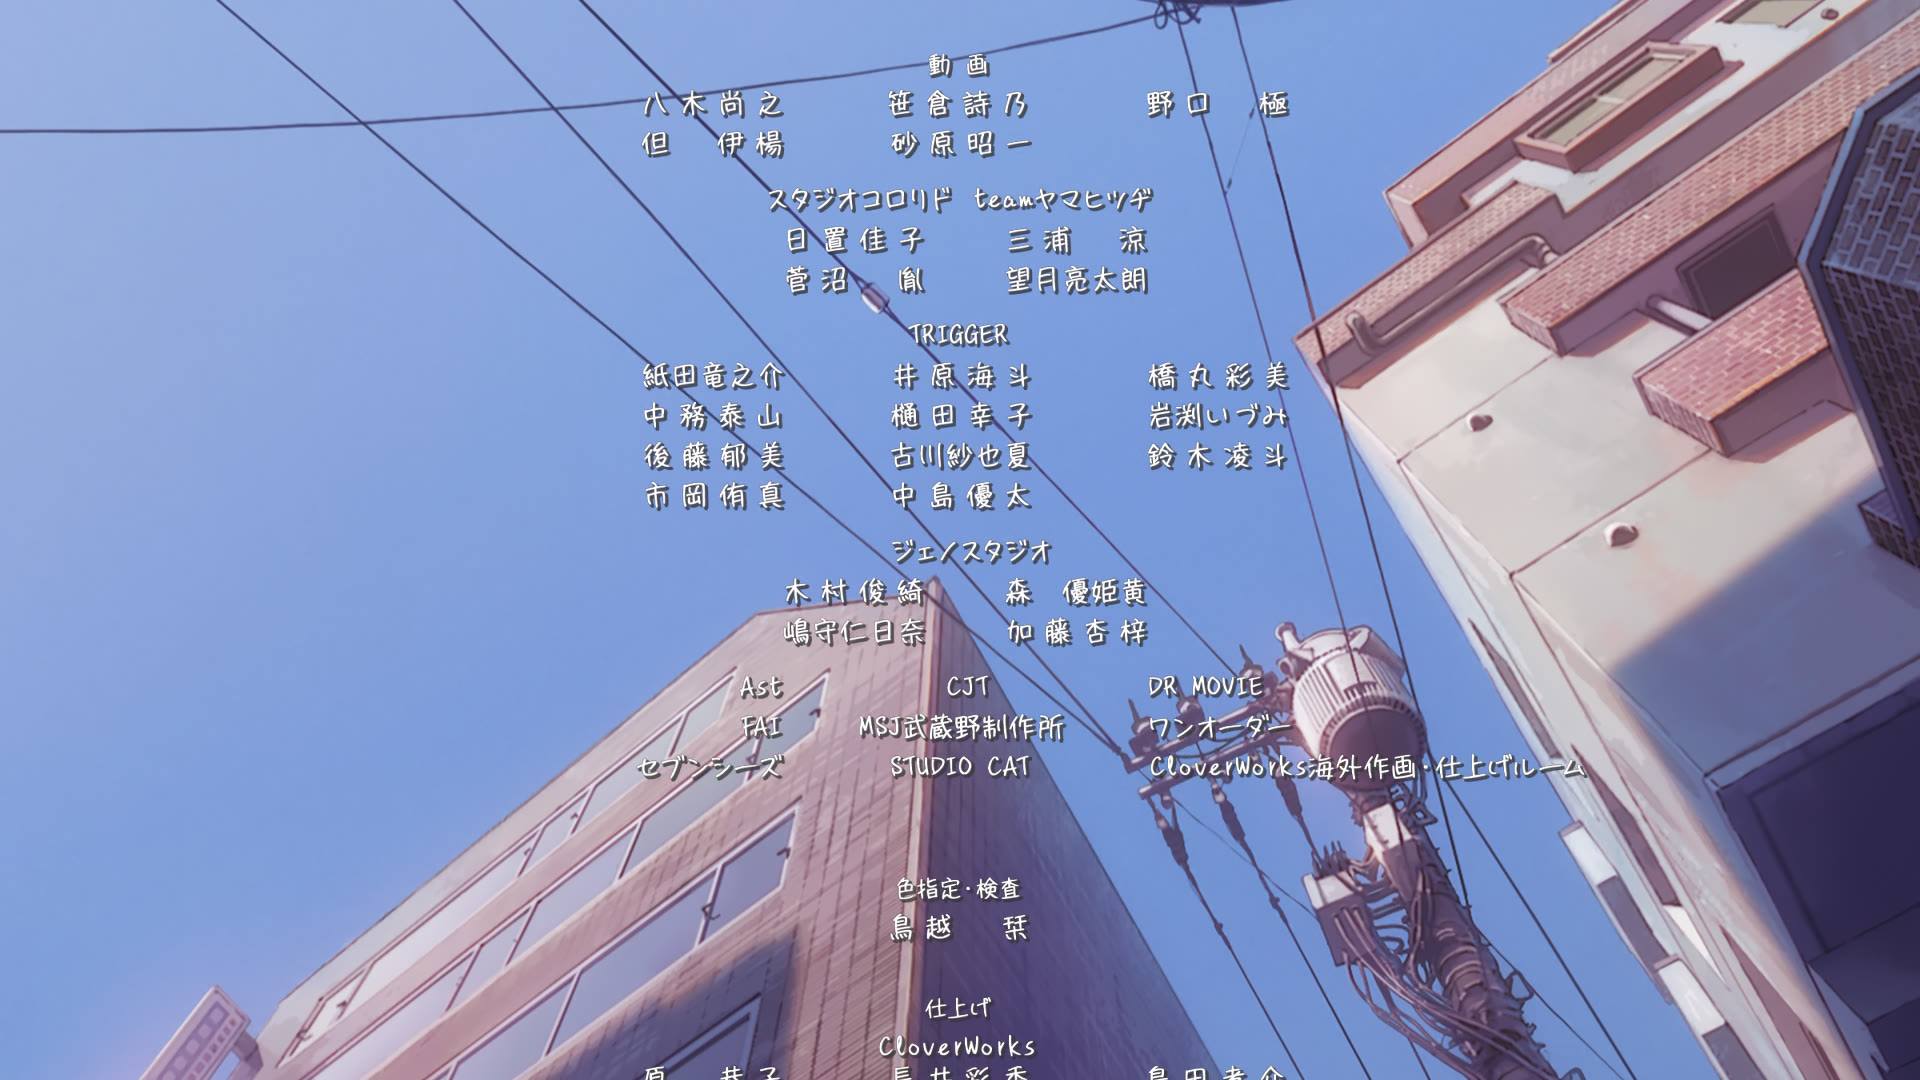 動画
八木尚之 笹倉詩乃 野口 極
但 伊楊 砂原昭一
スタジオコロリド teamヤマヒツヂ
日置佳子 三浦 涼
菅沼 胤 望月亮太朗
TRIGGER
紙田竜之介 井原海斗 橋丸彩美
中務泰山 樋田幸子 岩渕いづみ
後藤郁美 古川紗也夏 鈴木凌斗
市岡侑真 中島優太
ジェノスタジオ
木村俊綺 森 優姫黄
嶋守仁日奈 加藤杏梓
Ast CJT DR MOVIE
FAI MSJ武蔵野制作所 ワンオーダー
セブンシーズ STUDIO CAT CloverWorks海外作画・仕上げルーム
色指定・検査
鳥越 栞
仕上げ
CloverWorks
原 恭子 長井彩香